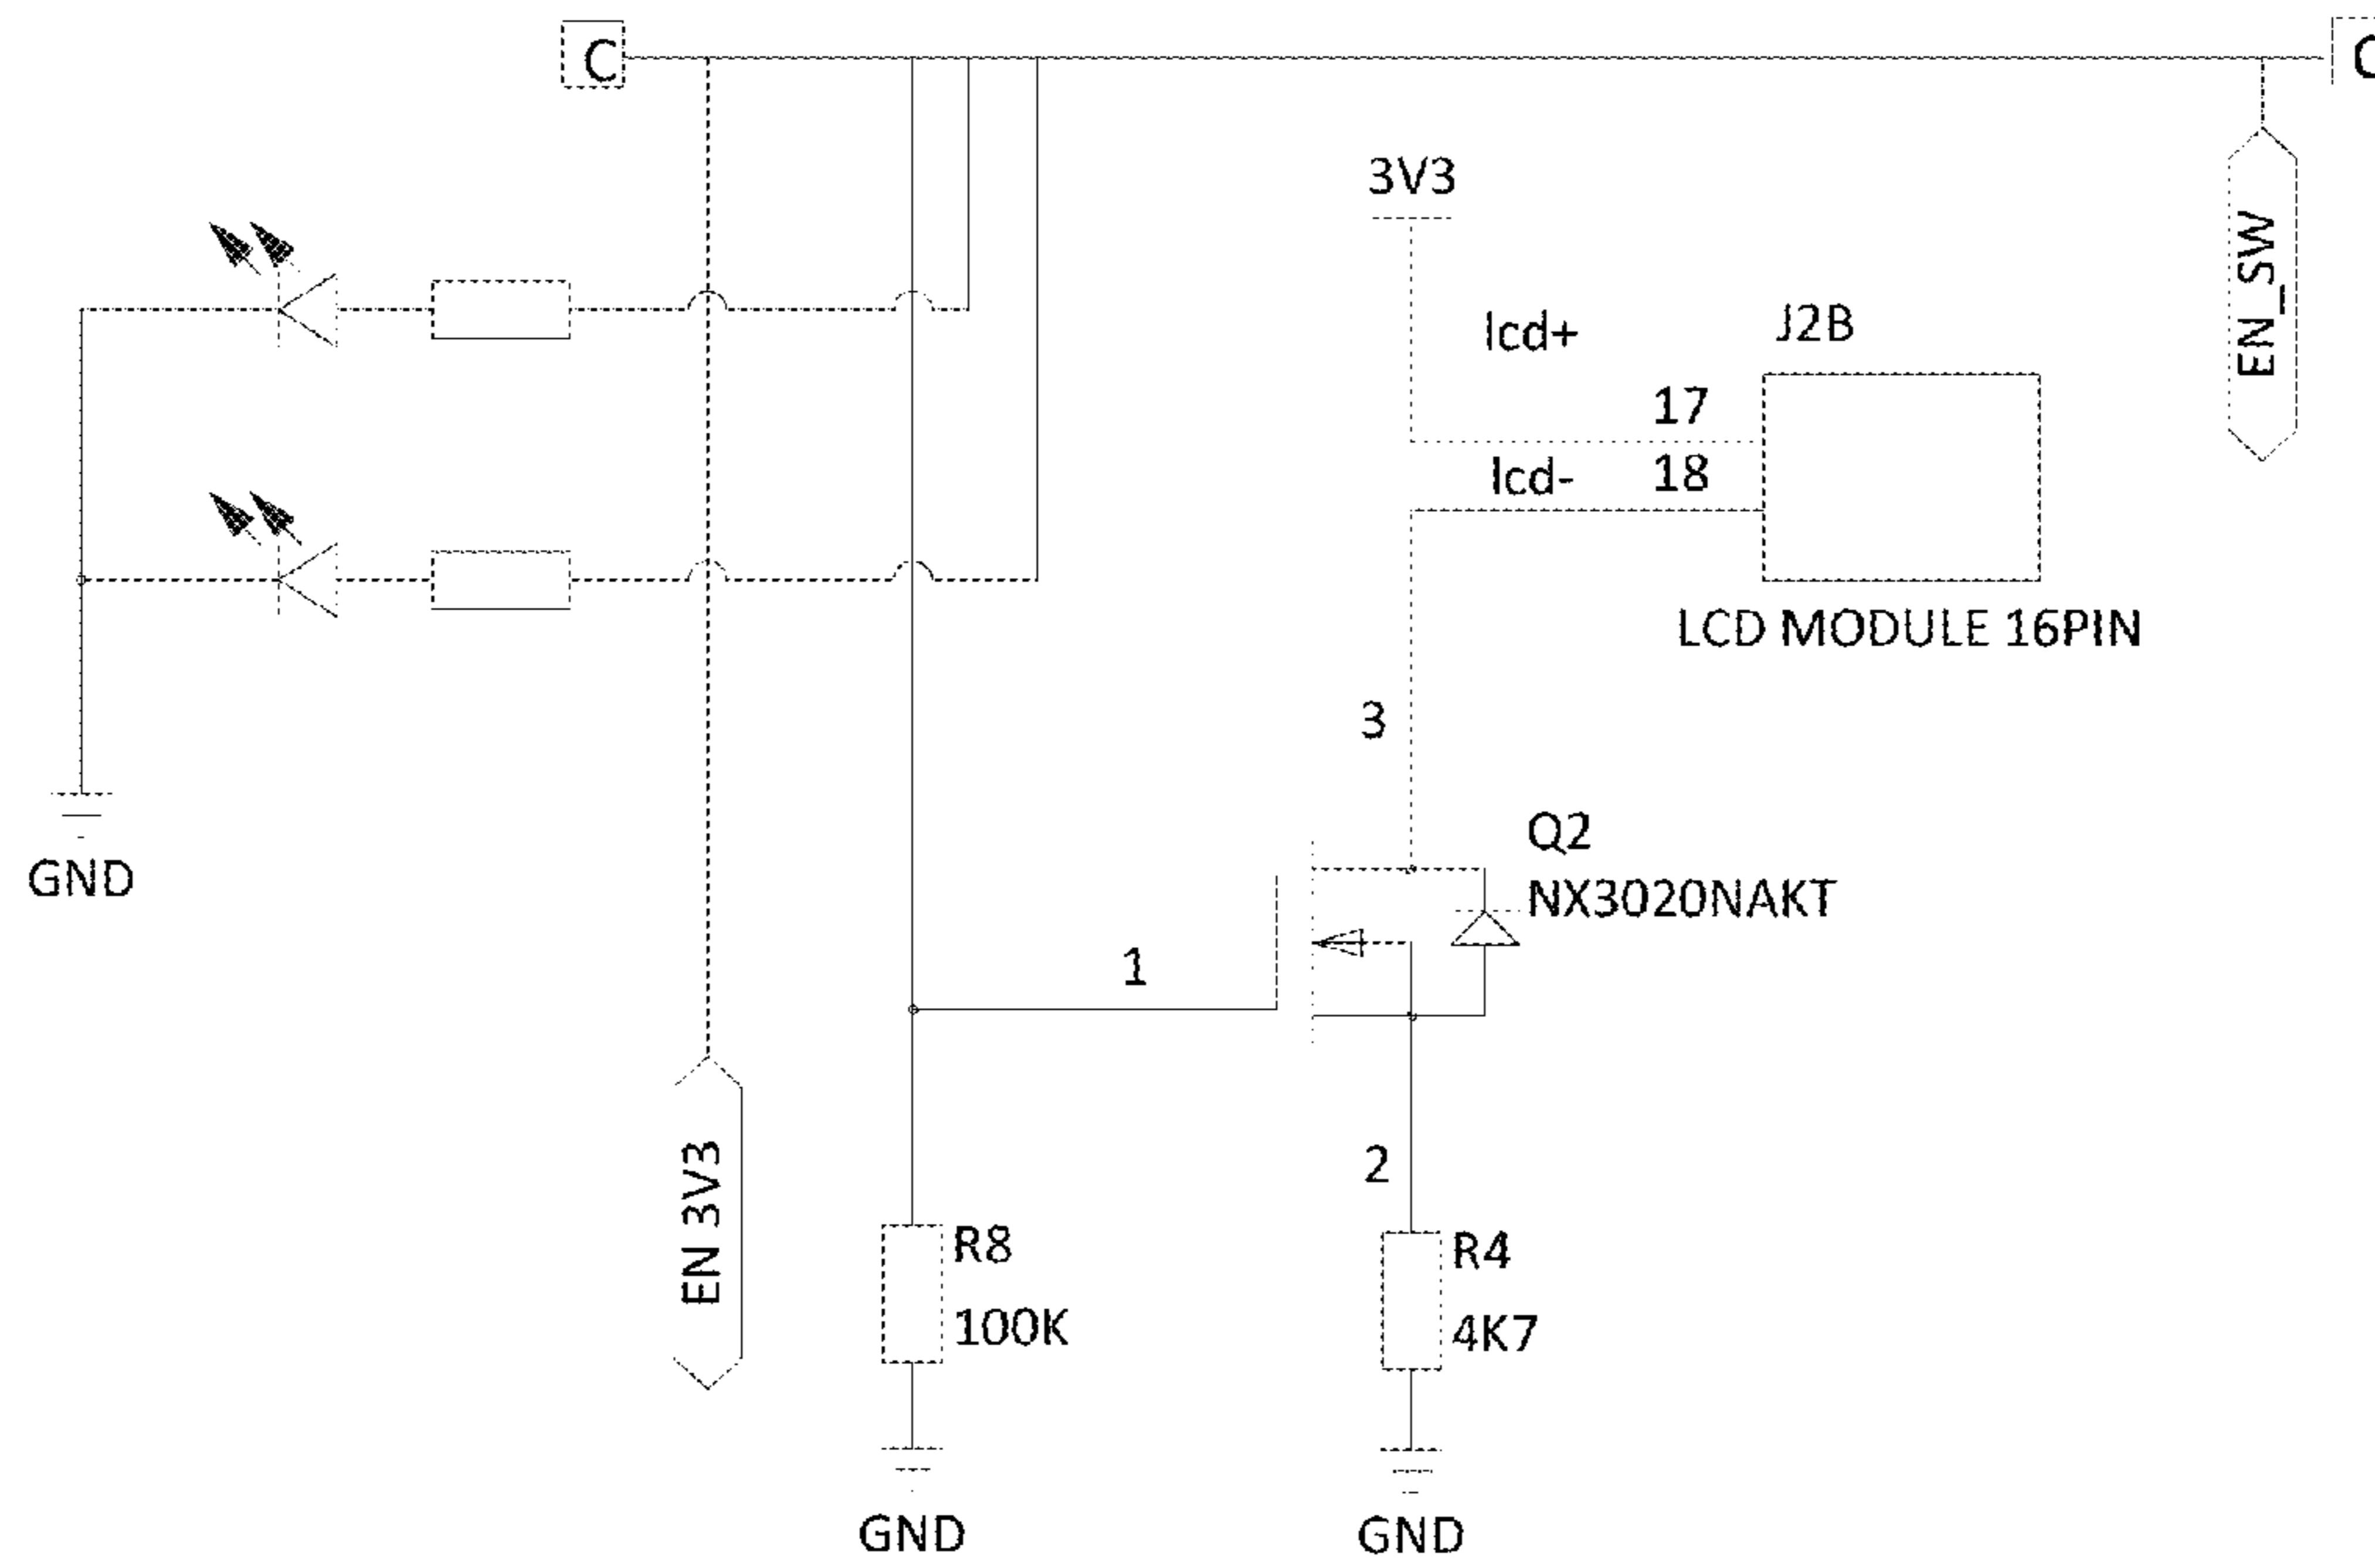 C
C
3V3
EN_SW
lcd+
J2B
17
lcd-
18
LCD MODULE 16PIN
3
Q2
GND
NX3020NAKT
1
EN 3V3
2
R8
R4
100K
4K7
GND
GND